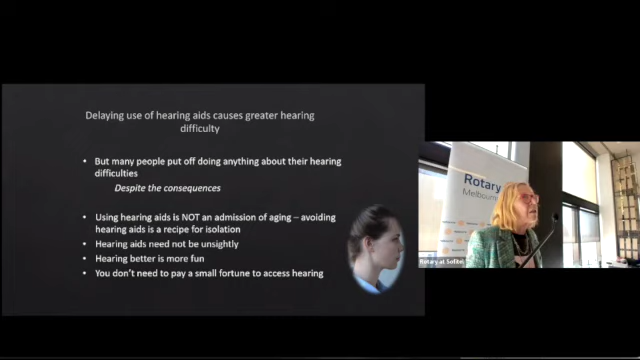 Delaying use of hearing aids causes greater hearing
difficulty
• But many people put off doing anything about their hearing
difficulties
Despite the consequences
• Using hearing aids is NOT an admission of aging – avoiding
hearing aids is a recipe for isolation
• Hearing aids need not be unsightly
• Hearing better is more fun
• You don't need to pay a small fortune to access hearing
Rotary
Melbourne
Rotary at Sofitel